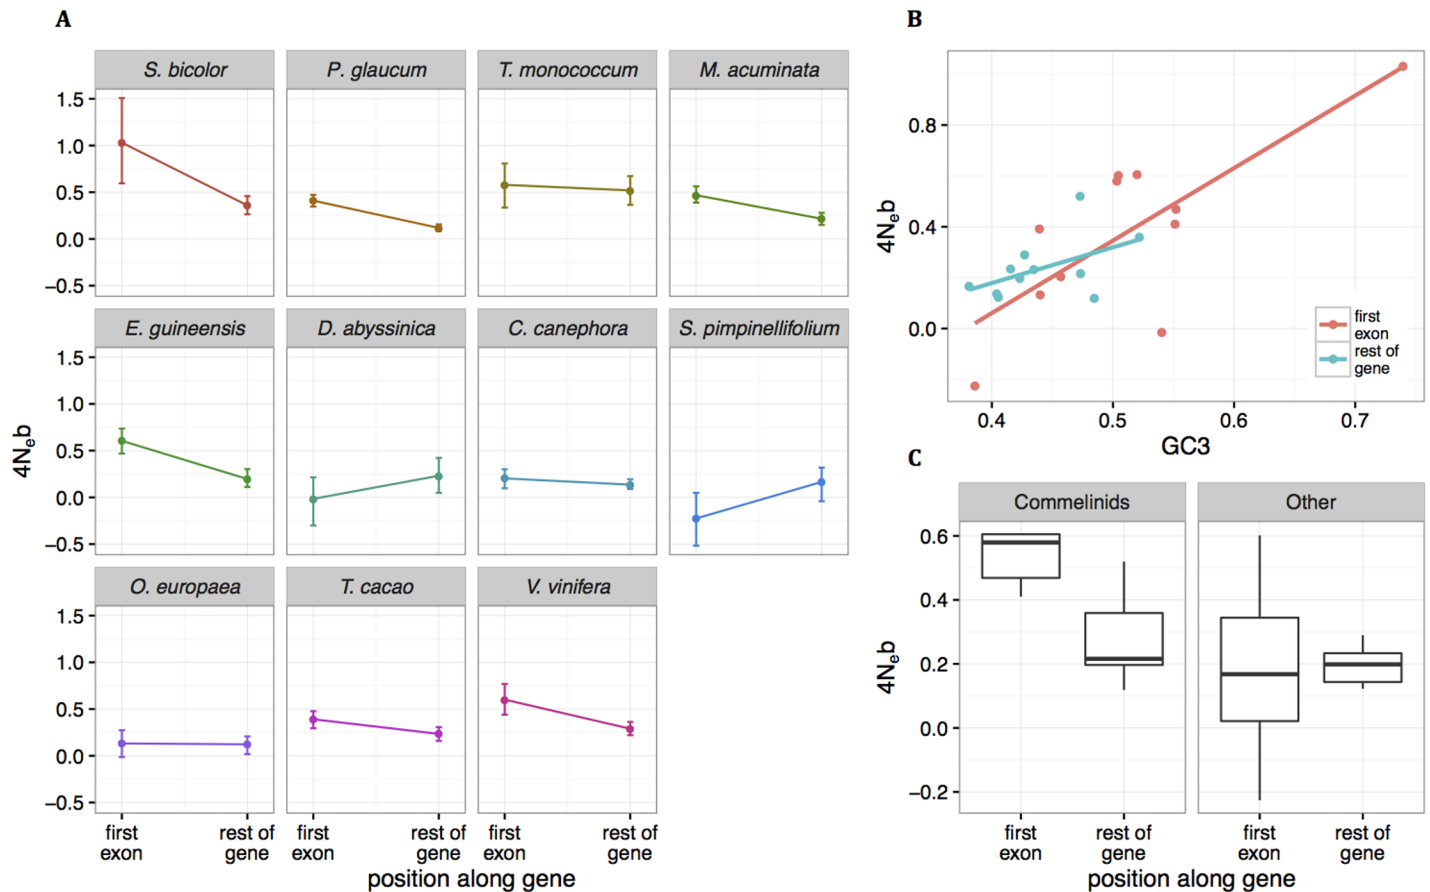 A
S. bicolor
P. glaucum
T. monococcum
M. acuminata
1.5
1.0
0.5
0.0
−0.5
E. guineensis
D. abyssinica
C. canephora
S. pimpinellifolium
1.5
1.0
0.5
0.0
−0.5
4Neb
O. europaea
T. cacao
V. vinifera
1.5
1.0
0.5
0.0
−0.5
first exon
rest of gene
first exon
rest of gene
first exon
rest of gene
position along gene
B
0.8
0.4
0.0
4Neb
first
exon
rest of
gene
0.4
0.5
0.6
0.7
GC3
C
Commelinids
Other
0.6
0.4
0.2
0.0
−0.2
4Neb
first exon
rest of gene
first exon
rest of gene
position along gene